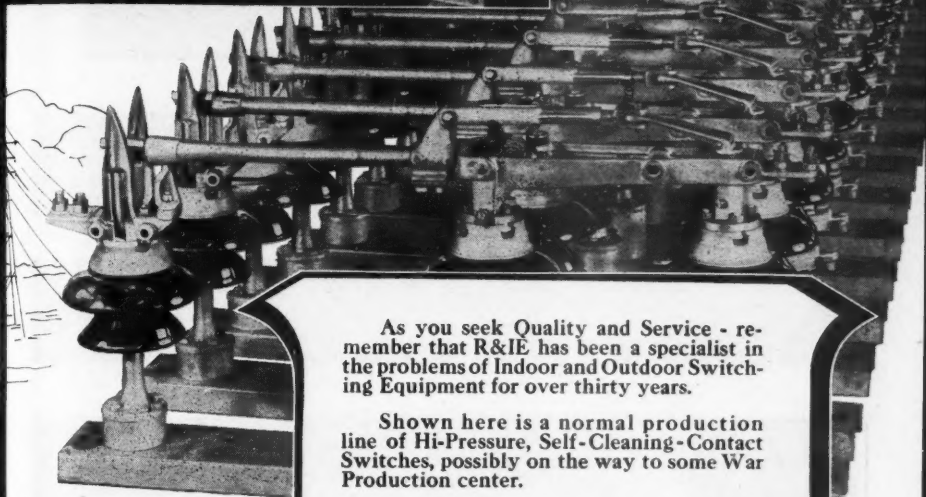 As you seek Quality and Service - re-
member that R&IE has been a specialist in
the problems of Indoor and Outdoor Switch-
ing Equipment for over thirty years.
Shown here is a normal production
line of Hi-Pressure, Self-Cleaning-Contact
Switches, possibly on the way to some War
Production center.